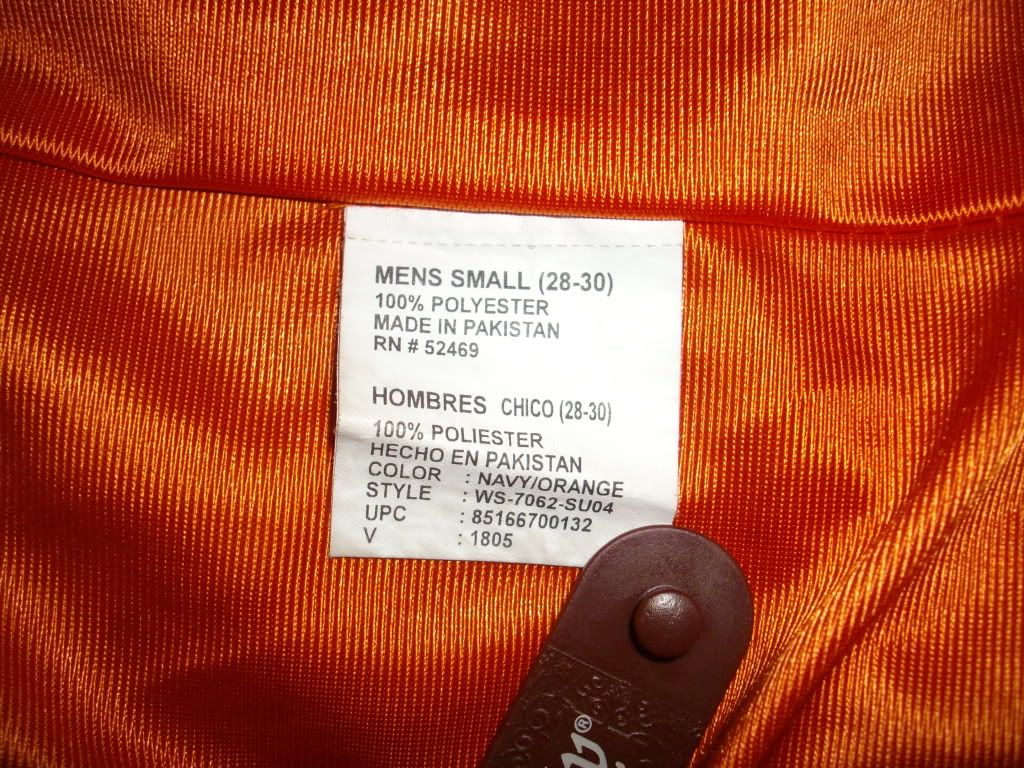 MENS SMALL (28-30)
100% POLYESTER
MADE IN PAKISTAN
RN # 52469
HOMBRES CHICO (28-30)
100% POLIESTER
HECHO EN PAKISTAN
COLOR : NAVY/ORANGE
STYLE : WS-7062-SU04
UPC : 85166700132
V : 1805